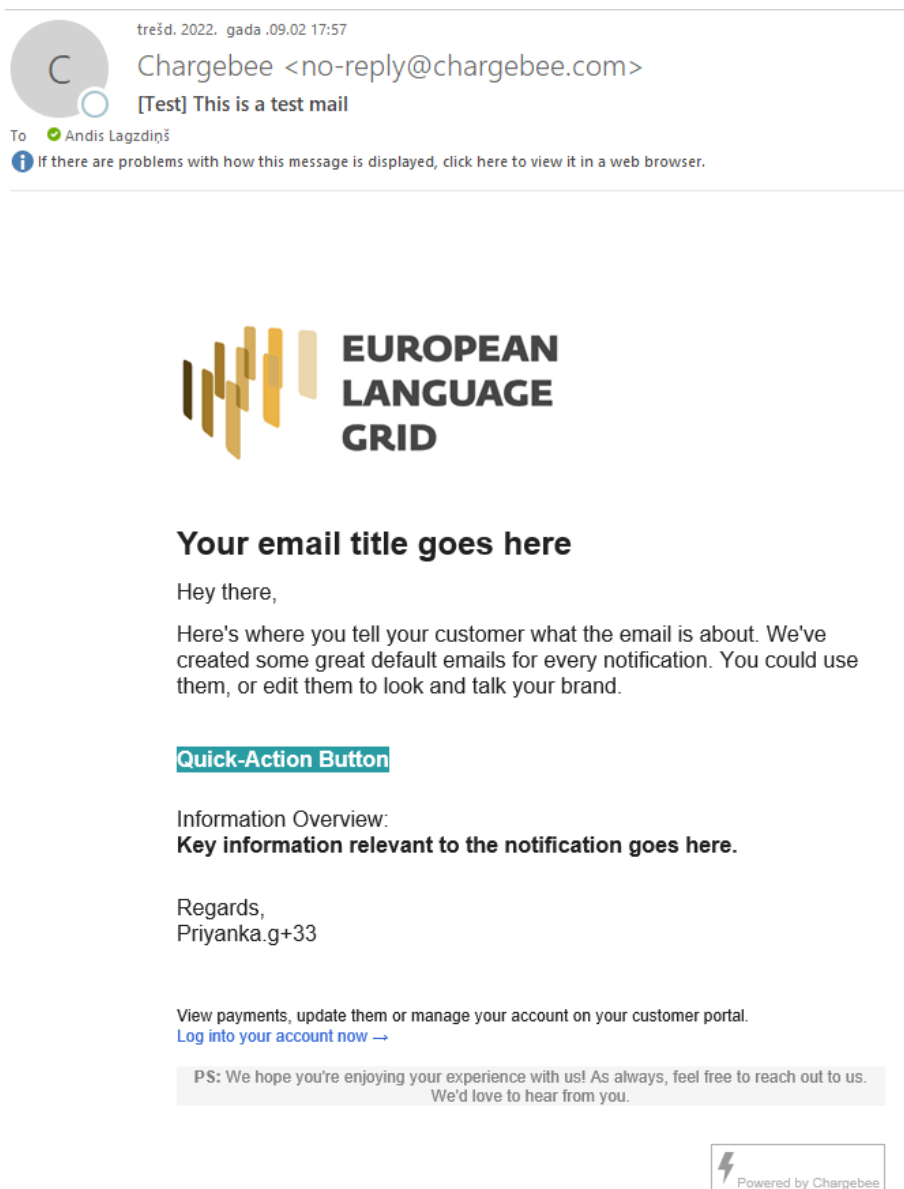 trešd. 2022. gada .09.02 17:57
C
Chargebee <no-reply@chargebee.com>
[Test] This is a test mail
To Andis Lagzdiņš
If there are problems with how this message is displayed, click here to view it in a web browser.
EUROPEAN
LANGUAGE
GRID
Your email title goes here
Hey there,
Here's where you tell your customer what the email is about. We've
created some great default emails for every notification. You could use
them, or edit them to look and talk your brand.
Quick-Action Button
Information Overview:
Key information relevant to the notification goes here.
Regards,
Priyanka.g+33
View payments, update them or manage your account on your customer portal.
Log into your account now →
PS: We hope you're enjoying your experience with us! As always, feel free to reach out to us.
We'd love to hear from you.
Powered by Chargebee